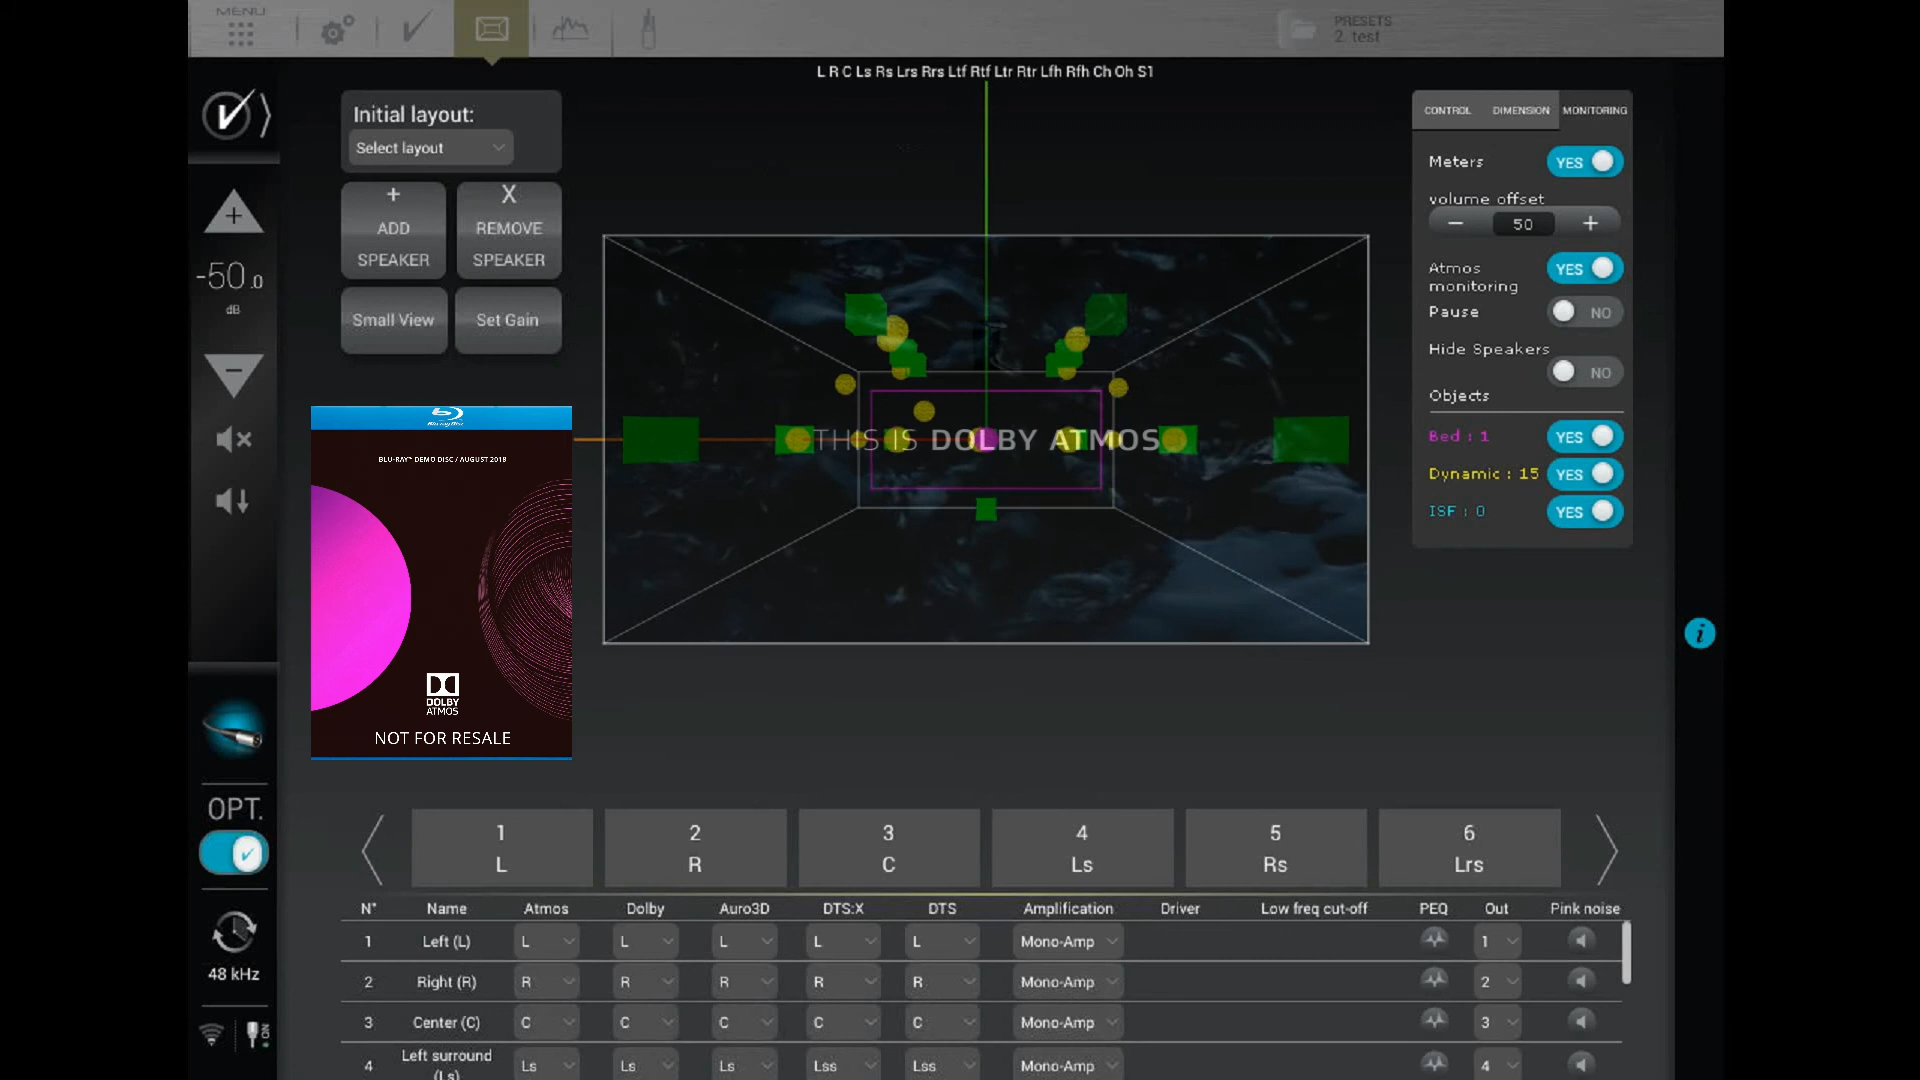 MENU
PRESETS
2. test
L R C Ls Rs Lrs Rrs Ltf Rtf Ltr Rtr Lfh Rfh Ch Oh S1
Initial layout:
Select layout
+
ADD
SPEAKER
X
REMOVE
SPEAKER
Small View
Set Gain
CONTROL DIMENSION MONITORING
Meters YES
volume offset
− 50 +
Atmos
monitoring YES
Pause NO
Hide Speakers
NO
Objects
Bed : 1 YES
Dynamic : 15 YES
ISF : 0 YES
-50.0
dB
OPT.
48 kHz
NO
Blu-ray Disc
BLU-RAY™ DEMO DISC / AUGUST 2018
DOLBY
ATMOS
NOT FOR RESALE
THIS IS DOLBY ATMOS
i
1
L
2
R
3
C
4
Ls
5
Rs
6
Lrs
N° Name Atmos Dolby Auro3D DTS:X DTS Amplification Driver Low freq cut-off PEQ Out Pink noise
1 Left (L) L L L L L Mono-Amp 1
2 Right (R) R R R R R Mono-Amp 2
3 Center (C) C C C C C Mono-Amp 3
4 Left surround (Ls) Ls Ls Ls Lss Lss Mono-Amp 4